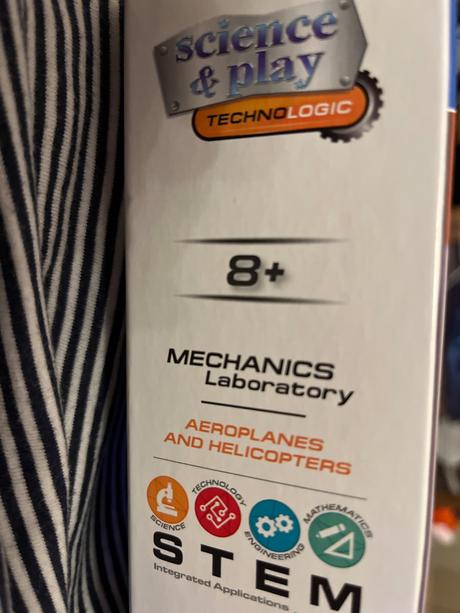 science
& play
TECHNOLOGIC
8+
MECHANICS
Laboratory
AEROPLANES
AND HELICOPTERS
SCIENCE TECHNOLOGY ENGINEERING MATHEMATICS
STEM
Integrated Applications